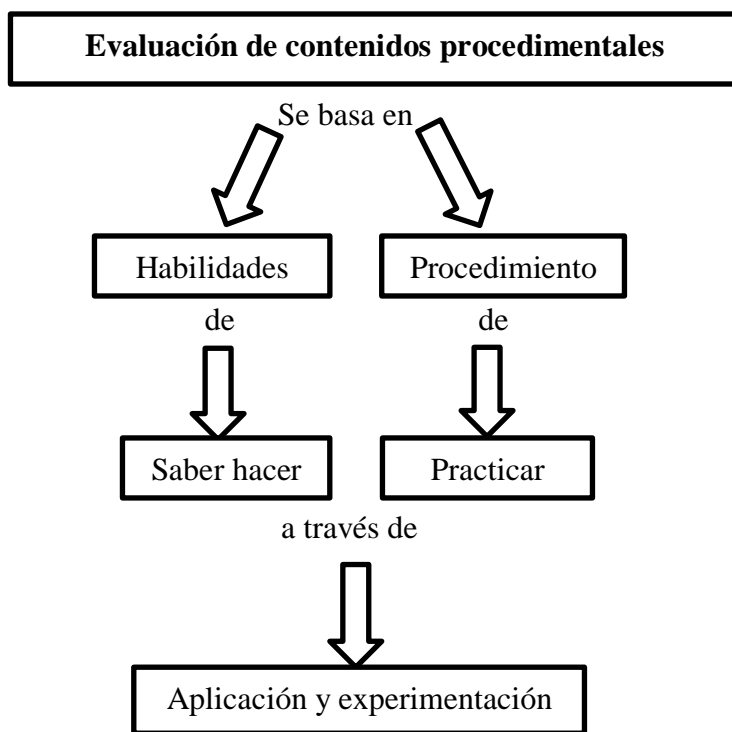 Evaluación de contenidos procedimentales
Se basa en
Habilidades
Procedimiento
de
de
Saber hacer
Practicar
a través de
Aplicación y experimentación